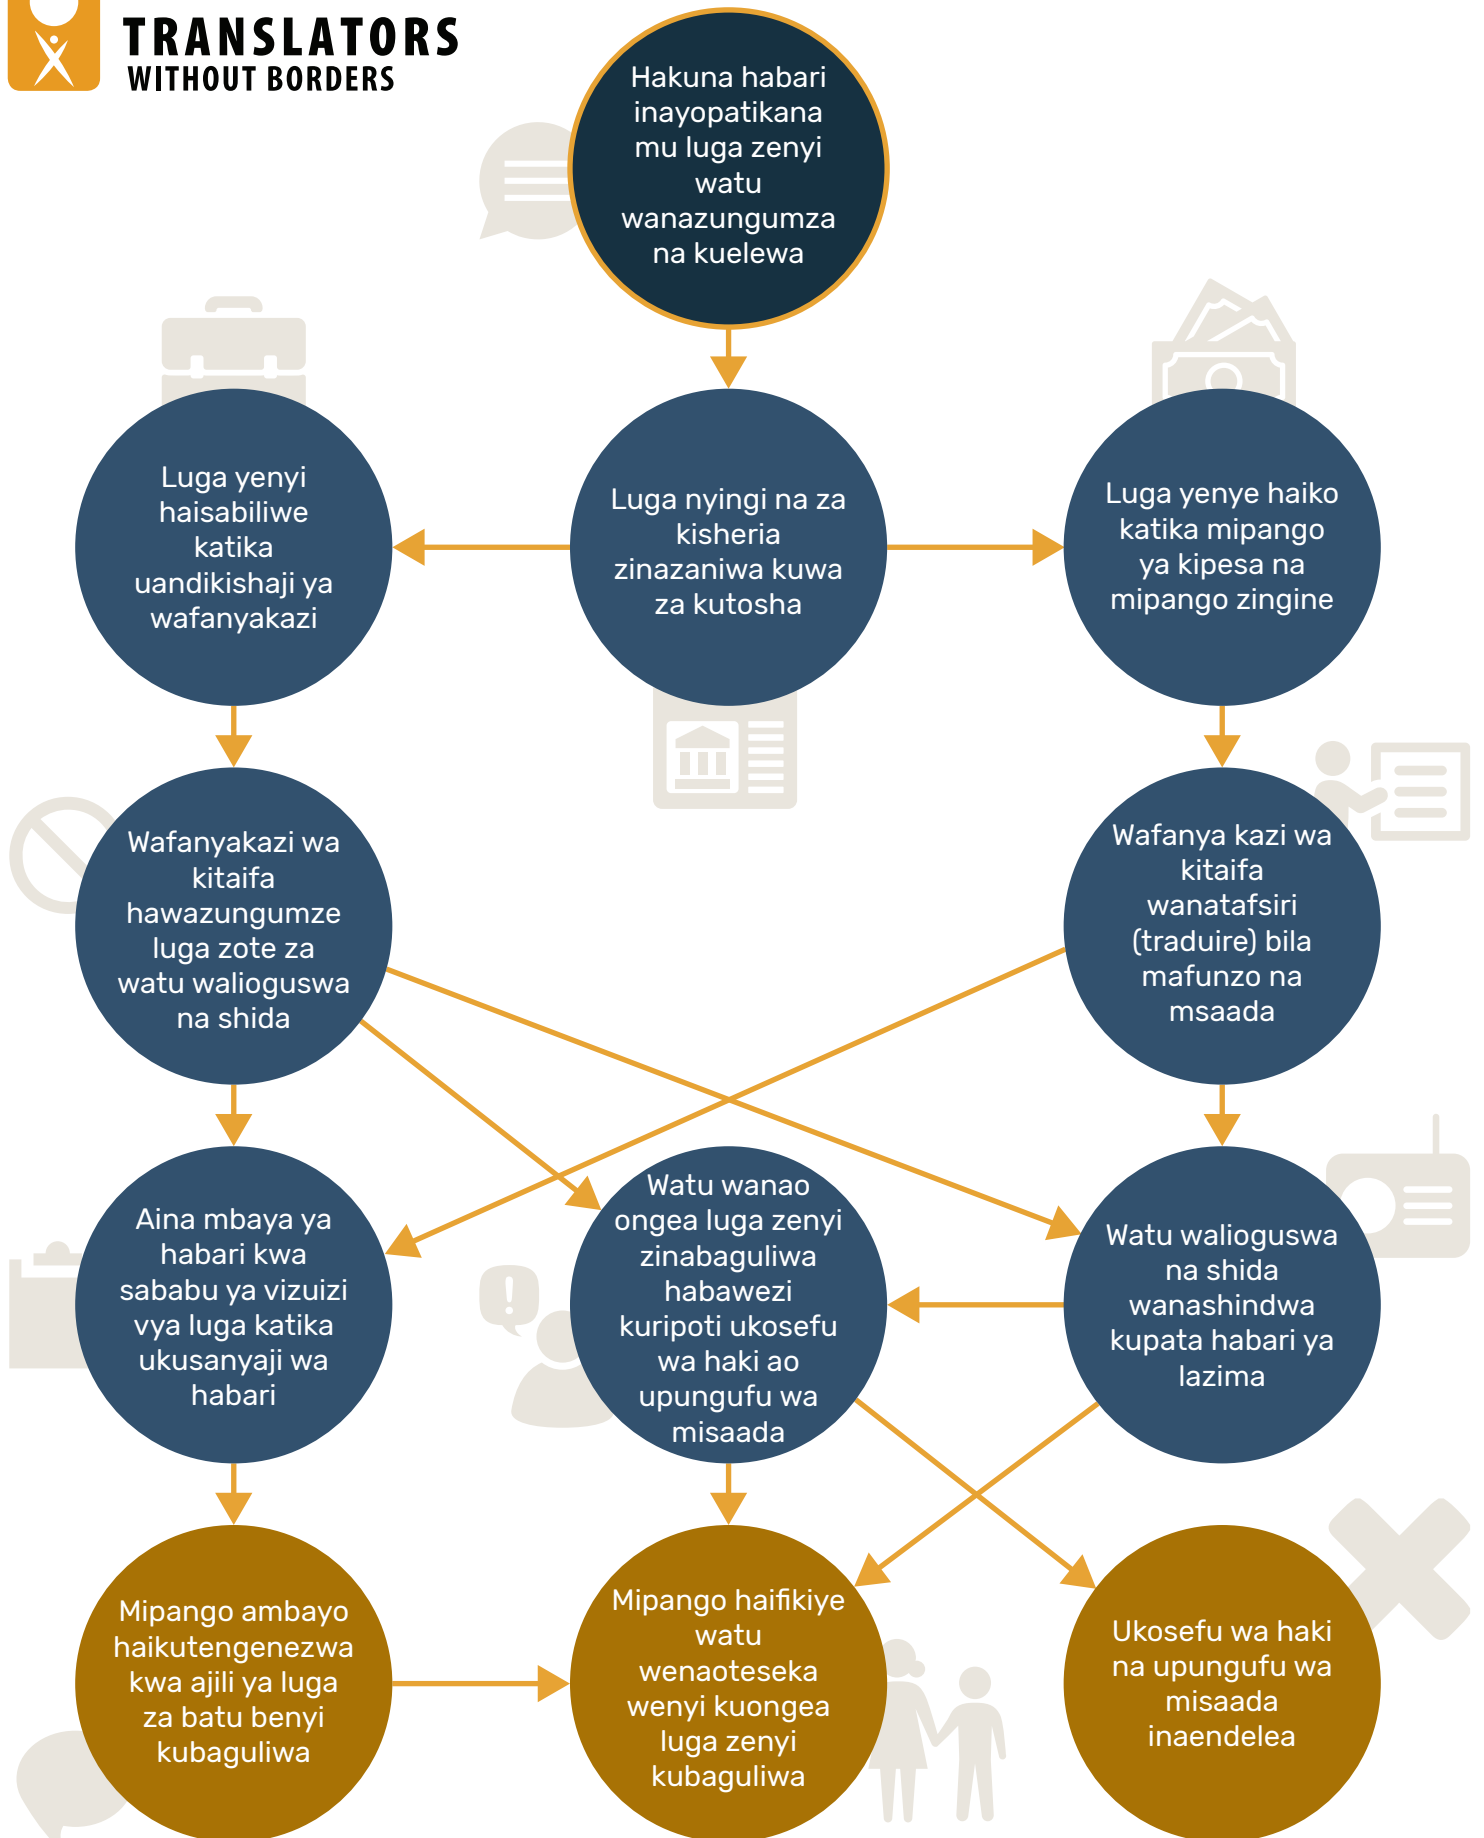 TRANSLATORS
WITHOUT BORDERS
Hakuna habari
inayopatikana
mu luga zenyi
watu
wanazungumza
na kuelewa
Luga yenyi
haisabiliwe
katika
uandikishaji ya
wafanyakazi
Luga nyingi na za
kisheria
zinazaniwa kuwa
za kutosha
Luga yenye haiko
katika mipango
ya kipesa na
mipango zingine
Wafanyakazi wa
kitaifa
hawazungumze
luga zote za
watu walioguswa
na shida
Wafanya kazi wa
kitaifa
wanatafsiri
(traduire) bila
mafunzo na
msaada
Aina mbaya ya
habari kwa
sababu ya vizuizi
vya luga katika
ukusanyaji wa
habari
Watu wanao
ongea luga zenyi
zinabaguliwa
habawezi
kuripoti ukosefu
wa haki ao
upungufu wa
misaada
Watu walioguswa
na shida
wanashindwa
kupata habari ya
lazima
Mipango ambayo
haikutengenezwa
kwa ajili ya luga
za batu benyi
kubaguliwa
Mipango haifikiye
watu
wenaoteseka
wenyi kuongea
luga zenyi
kubaguliwa
Ukosefu wa haki
na upungufu wa
misaada
inaendelea